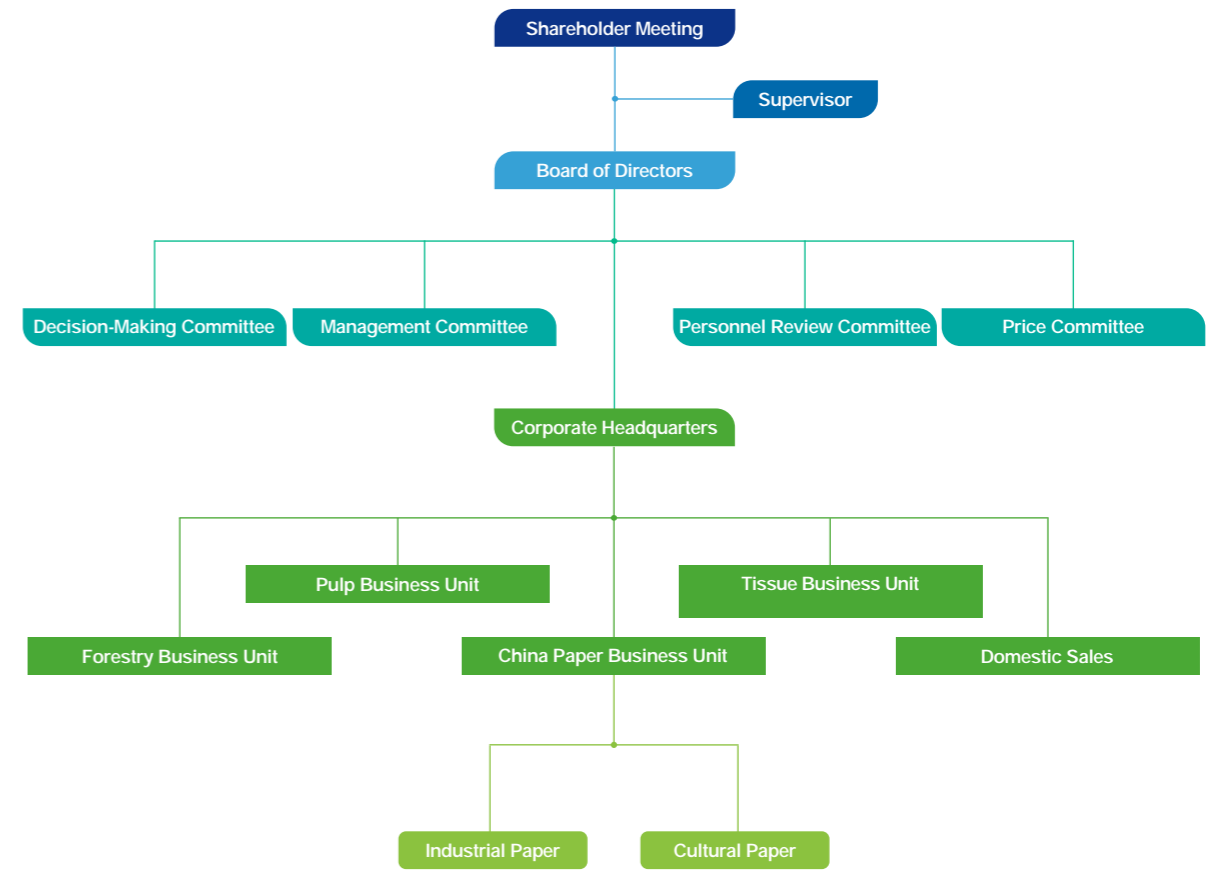 Shareholder Meeting
Supervisor
Board of Directors
Decision-Making Committee
Management Committee
Personnel Review Committee
Price Committee
Corporate Headquarters
Pulp Business Unit
Tissue Business Unit
Forestry Business Unit
China Paper Business Unit
Domestic Sales
Industrial Paper
Cultural Paper